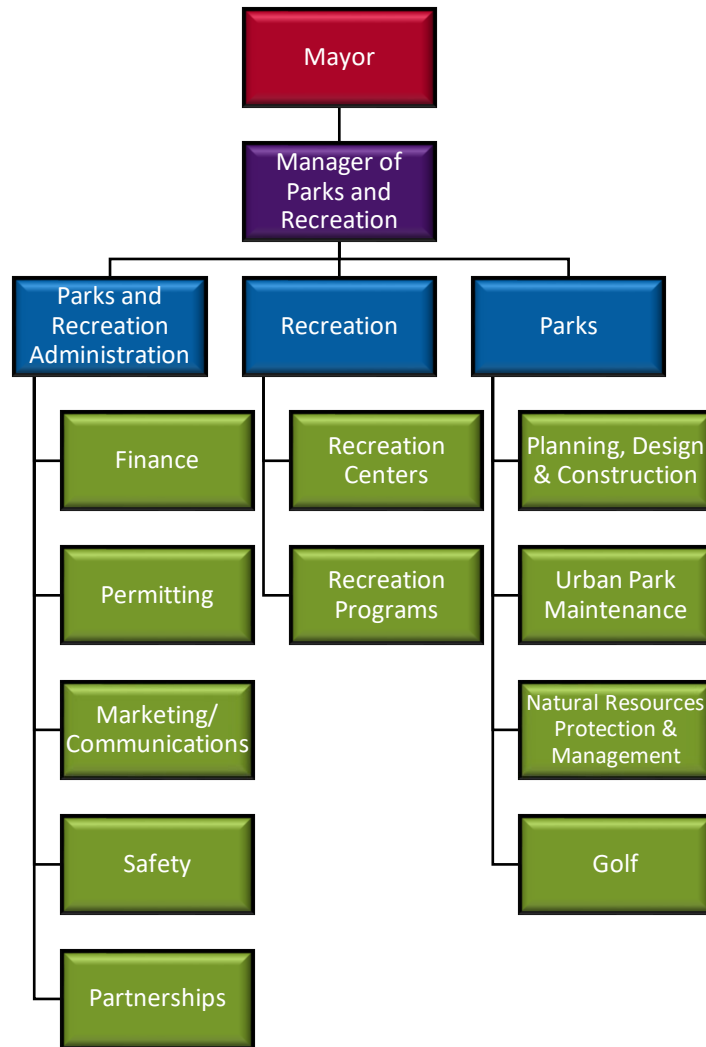 Mayor
Manager of
Parks and
Recreation
Parks and
Recreation
Administration
Recreation
Parks
Finance
Permitting
Marketing/
Communications
Safety
Partnerships
Recreation
Centers
Recreation
Programs
Planning, Design
& Construction
Urban Park
Maintenance
Natural Resources
Protection &
Management
Golf